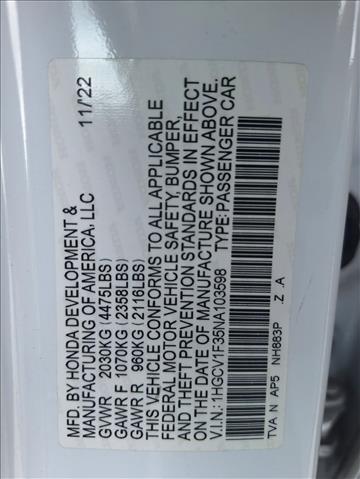 MFD. BY HONDA DEVELOPMENT & 11/22
MANUFACTURING OF AMERICA, LLC
GVWR 2030KG (4475LBS)
GAWR F 1070KG (2358LBS)
GAWR R 960KG (2116LBS)
THIS VEHICLE CONFORMS TO ALL APPLICABLE
FEDERAL MOTOR VEHICLE SAFETY, BUMPER,
AND THEFT PREVENTION STANDARDS IN EFFECT
ON THE DATE OF MANUFACTURE SHOWN ABOVE.
V.I.N.: 1HGCV1F35NA103598 TYPE: PASSENGER CAR
TVA N AP5 NH883P .Z .A